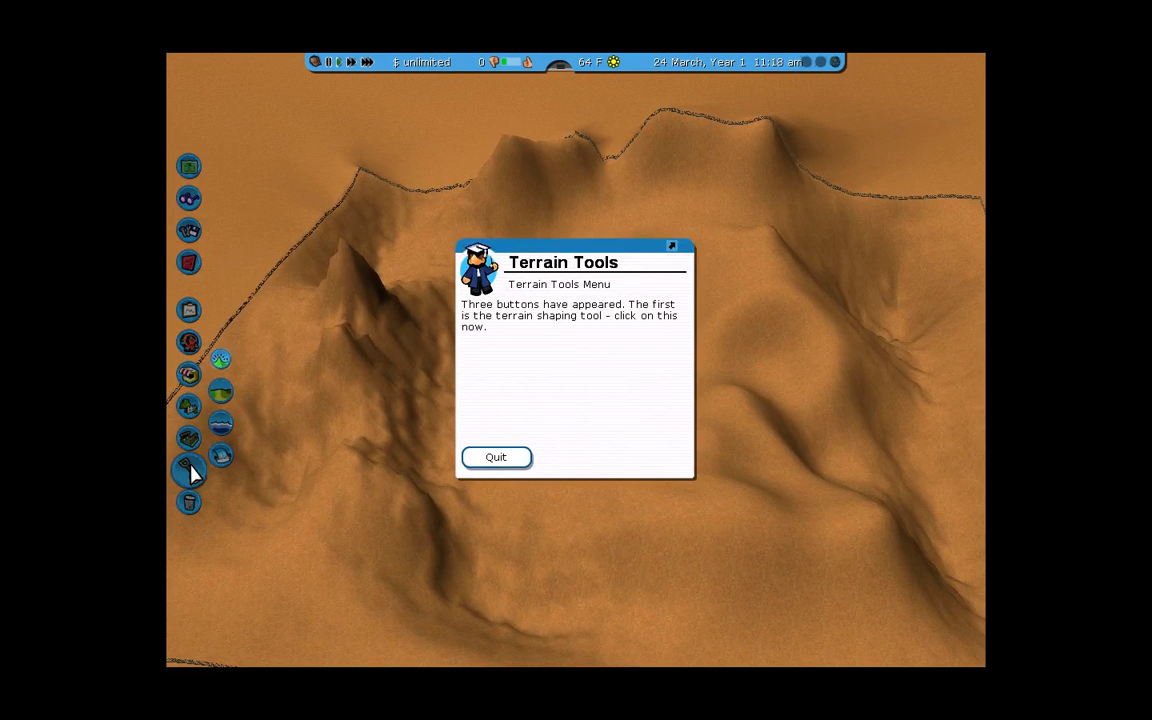 $ unlimited 0 64 F 24 March, Year 1 11:18 am
Terrain Tools
Terrain Tools Menu
Three buttons have appeared. The first
is the terrain shaping tool - click on this
now.
Quit